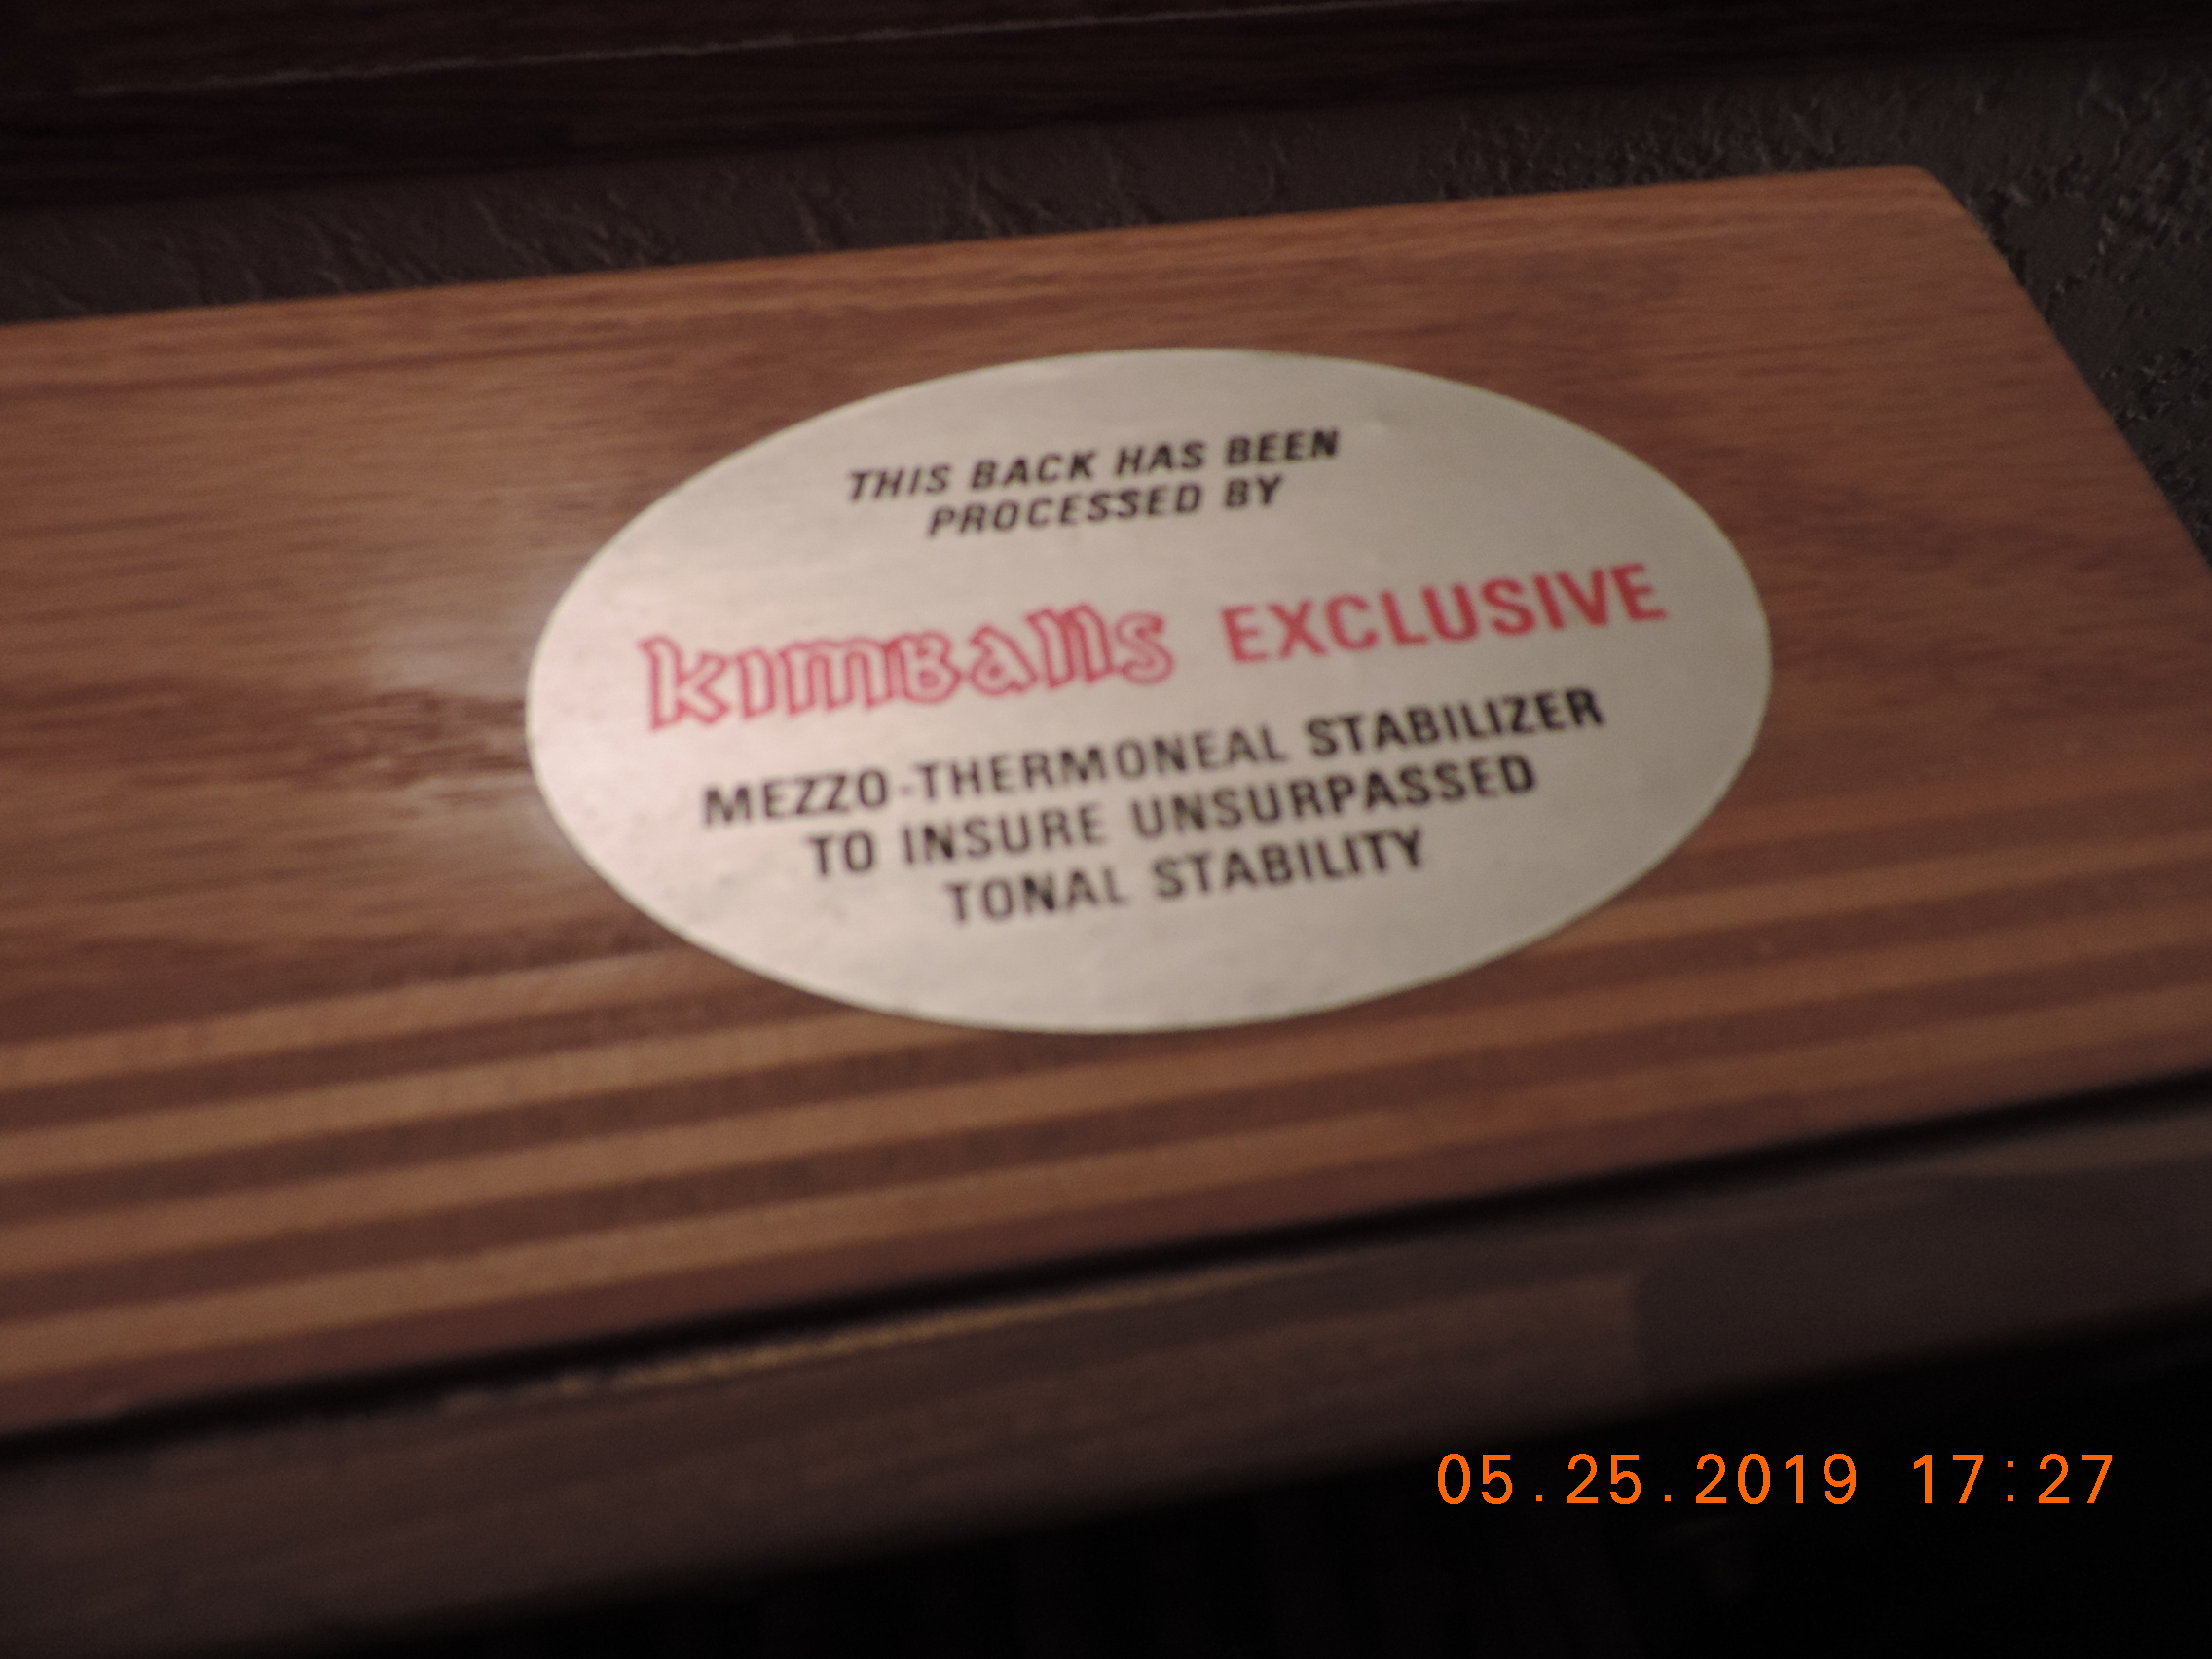 THIS BACK HAS BEEN
PROCESSED BY
kimballs EXCLUSIVE
MEZZO-THERMONEAL STABILIZER
TO INSURE UNSURPASSED
TONAL STABILITY
05.25.2019 17:27